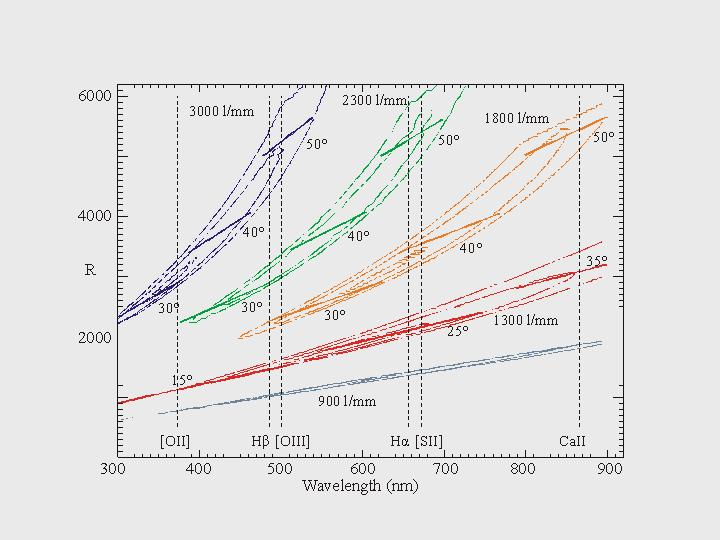 6000
4000
2000
R
3000 l/mm
2300 l/mm
1800 l/mm
50°
50°
50°
40°
40°
40°
35°
30°
30°
30°
1300 l/mm
25°
15°
900 l/mm
[OII]
Hβ [OIII]
Hα [SII]
CaII
300
400
500
600
700
800
900
Wavelength (nm)